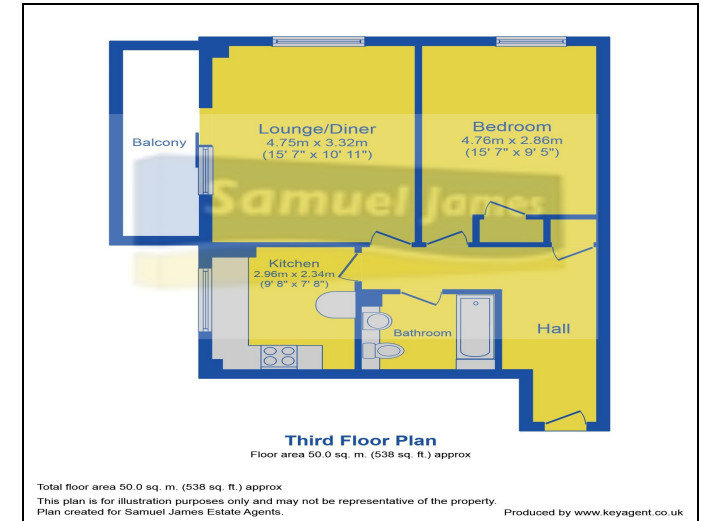 Balcony
Lounge/Diner
4.75m x 3.32m
(15' 7" x 10' 11")
Bedroom
4.76m x 2.86m
(15' 7" x 9' 5")
Samuel James
Kitchen
2.96m x 2.34m
(9' 8" x 7' 8")
Bathroom
Hall
Third Floor Plan
Floor area 50.0 sq. m. (538 sq. ft.) approx
Total floor area 50.0 sq. m. (538 sq. ft.) approx
This plan is for illustration purposes only and may not be representative of the property.
Plan created for Samuel James Estate Agents.
Produced by www.keyagent.co.uk